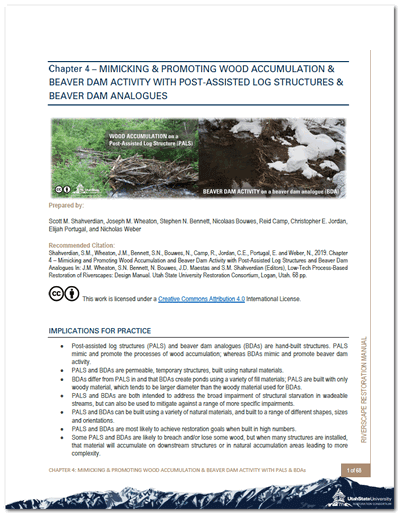 Chapter 4 – MIMICKING & PROMOTING WOOD ACCUMULATION &
BEAVER DAM ACTIVITY WITH POST-ASSISTED LOG STRUCTURES &
BEAVER DAM ANALOGUES
WOOD ACCUMULATION on a
Post-Assisted Log Structure (PALS)
BEAVER DAM ACTIVITY on a beaver dam analogue (BDA)
Prepared by:
Scott M. Shahverdian, Joseph M. Wheaton, Stephen N. Bennett, Nicolaas Bouwes, Reid Camp, Christopher E. Jordan,
Elijah Portugal, and Nicholas Weber
Recommended Citation:
Shahverdian, S.M., Wheaton, J.M., Bennett, S.N., Bouwes, N., Camp, R., Jordan, C.E., Portugal, E. and Weber, N., 2019. Chapter
4 – Mimicking and Promoting Wood Accumulation and Beaver Dam Activity with Post-Assisted Log Structures and Beaver Dam
Analogues In: J.M. Wheaton, S.N. Bennett, N. Bouwes, J.D. Maestas and S.M. Shahverdian (Editors), Low-Tech Process-Based
Restoration of Riverscapes: Design Manual. Utah State University Restoration Consortium, Logan, Utah. 68 pp.
This work is licensed under a Creative Commons Attribution 4.0 International License.
IMPLICATIONS FOR PRACTICE
• Post-assisted log structures (PALS) and beaver dam analogues (BDAs) are hand-built structures. PALS
mimic and promote the processes of wood accumulation; whereas BDAs mimic and promote beaver dam
activity.
• PALS and BDAs are permeable, temporary structures, built using natural materials.
• BDAs differ from PALS in and that BDAs create ponds using a variety of fill materials; PALS are built with only
woody material, which tends to be larger diameter than the woody material used for BDAs.
• PALS and BDAs are both intended to address the broad impairment of structural starvation in wadeable
streams, but can also be used to mitigate against a range of more specific impairments.
• PALS and BDAs can be built using a variety of natural materials, and built to a range of different shapes, sizes
and orientations.
• PALS and BDAs are most likely to achieve restoration goals when built in high numbers.
• Some PALS and BDAs are likely to breach and/or lose some wood, but when many structures are installed,
that material will accumulate on downstream structures or in natural accumulation areas leading to more
complexity.
RIVERSCAPE RESTORATION MANUAL
CHAPTER 4: MIMICKING & PROMOTING WOOD ACCUMULATION & BEAVER DAM ACTIVITY WITH PALS & BDAs
1 of 68
UtahStateUniversity
RESTORATION CONSORTIUM